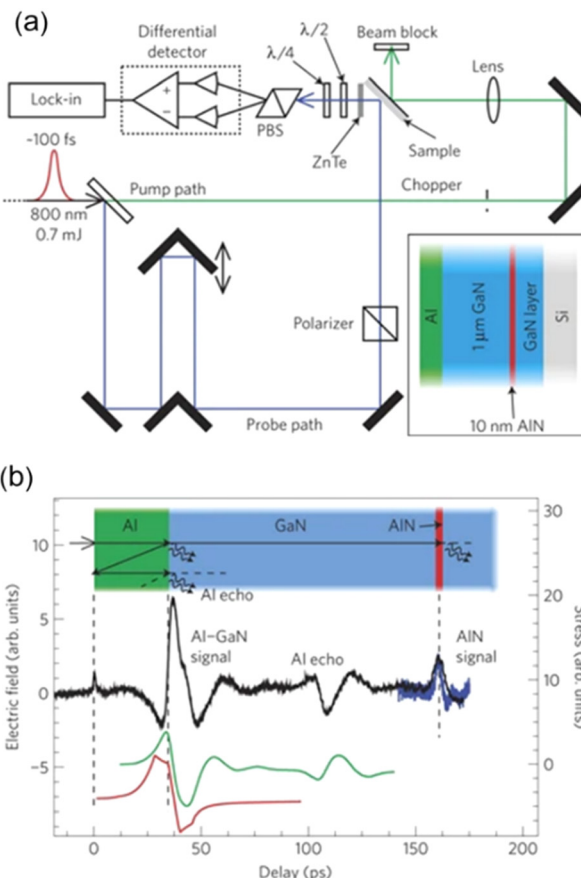 (a)
Differential
detector
Lock-in
+
−
PBS
λ/4
λ/2
ZnTe
Beam block
Sample
Lens
~100 fs
Pump path
800 nm
0.7 mJ
Chopper
Polarizer
Probe path
Al
1 μm GaN
GaN layer
Si
10 nm AlN
(b)
Al
GaN
AlN
Al echo
Al–GaN
signal
Al echo
AlN
signal
Electric field (arb. units)
10
5
0
−5
30
20
10
0
Stress (arb. units)
0
50
100
150
200
Delay (ps)